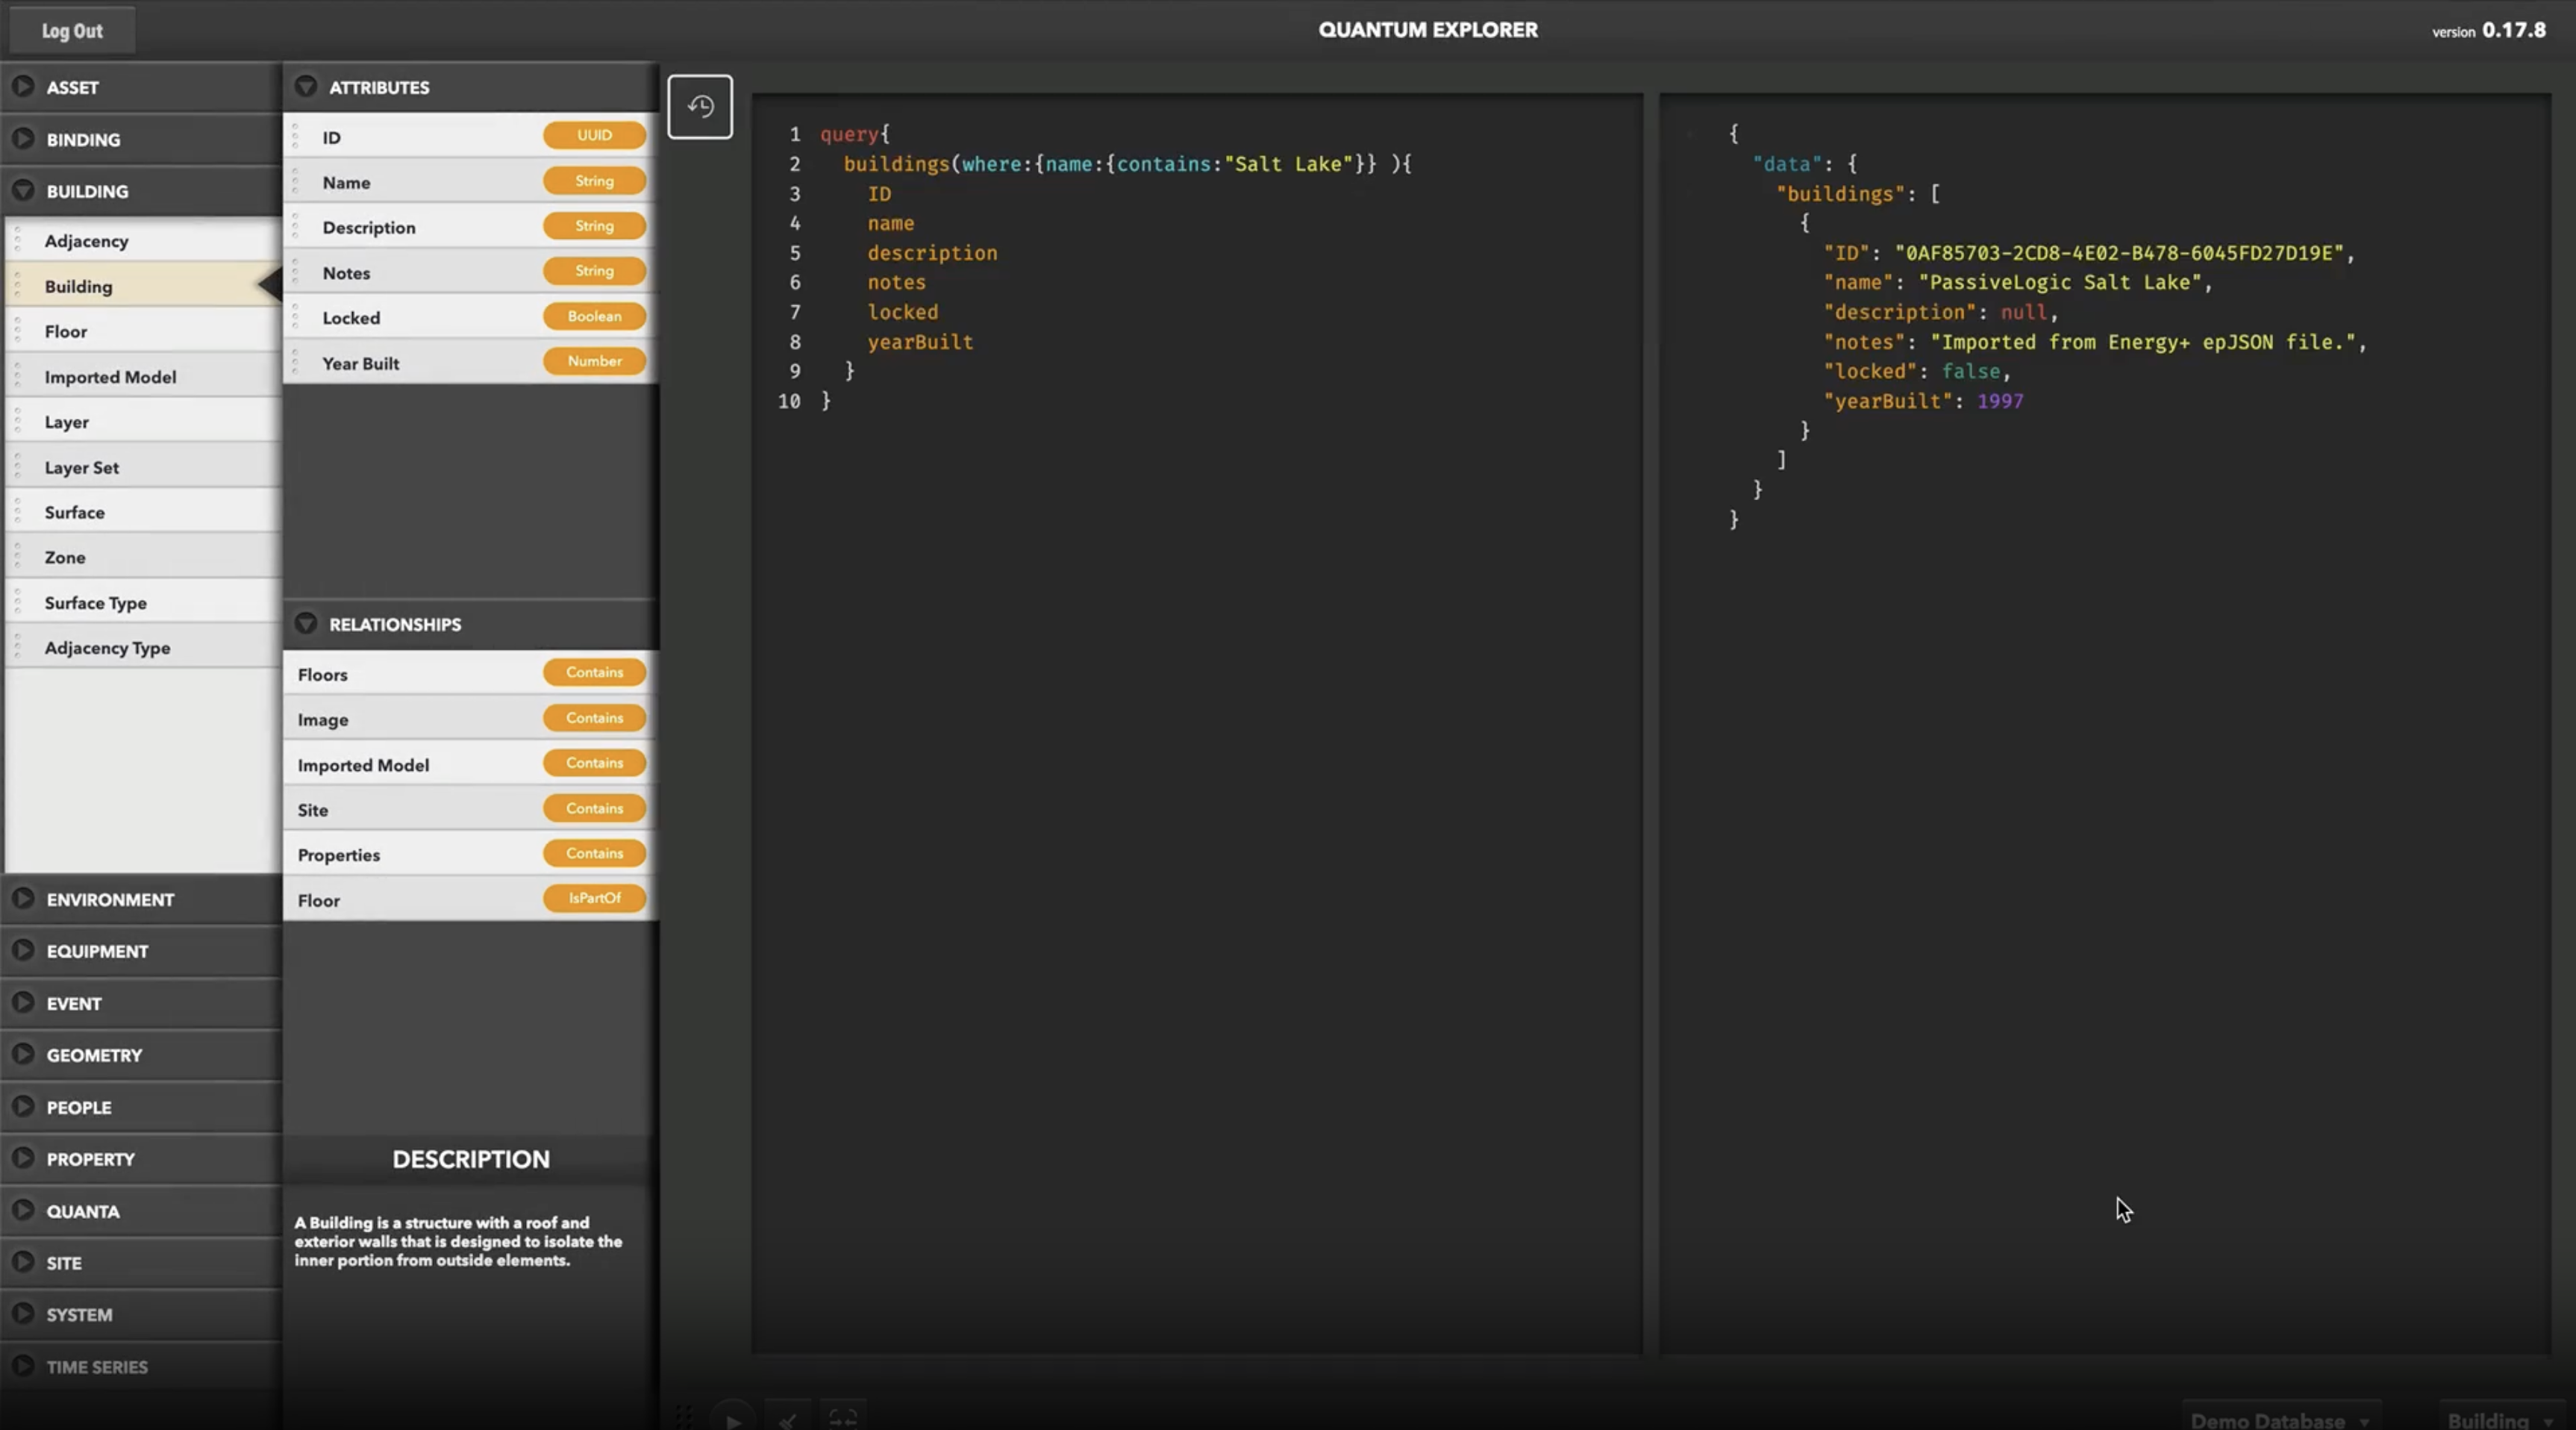 Log Out
QUANTUM EXPLORER
version 0.17.8
ASSET
BINDING
BUILDING
Adjacency
Building
Floor
Imported Model
Layer
Layer Set
Surface
Zone
Surface Type
Adjacency Type
ENVIRONMENT
EQUIPMENT
EVENT
GEOMETRY
PEOPLE
PROPERTY
QUANTA
SITE
SYSTEM
TIME SERIES
ATTRIBUTES
ID UUID
Name String
Description String
Notes String
Locked Boolean
Year Built Number
RELATIONSHIPS
Floors Contains
Image Contains
Imported Model Contains
Site Contains
Properties Contains
Floor IsPartOf
DESCRIPTION
A Building is a structure with a roof and
exterior walls that is designed to isolate the
inner portion from outside elements.
1 query{
2 buildings(where:{name:{contains:"Salt Lake"}} ){
3 ID
4 name
5 description
6 notes
7 locked
8 yearBuilt
9 }
10 }
{
"data": {
"buildings": [
{
"ID": "0AF85703-2CD8-4E02-B478-6045FD27D19E",
"name": "PassiveLogic Salt Lake",
"description": null,
"notes": "Imported from Energy+ epJSON file.",
"locked": false,
"yearBuilt": 1997
}
]
}
}
Demo Database
Building